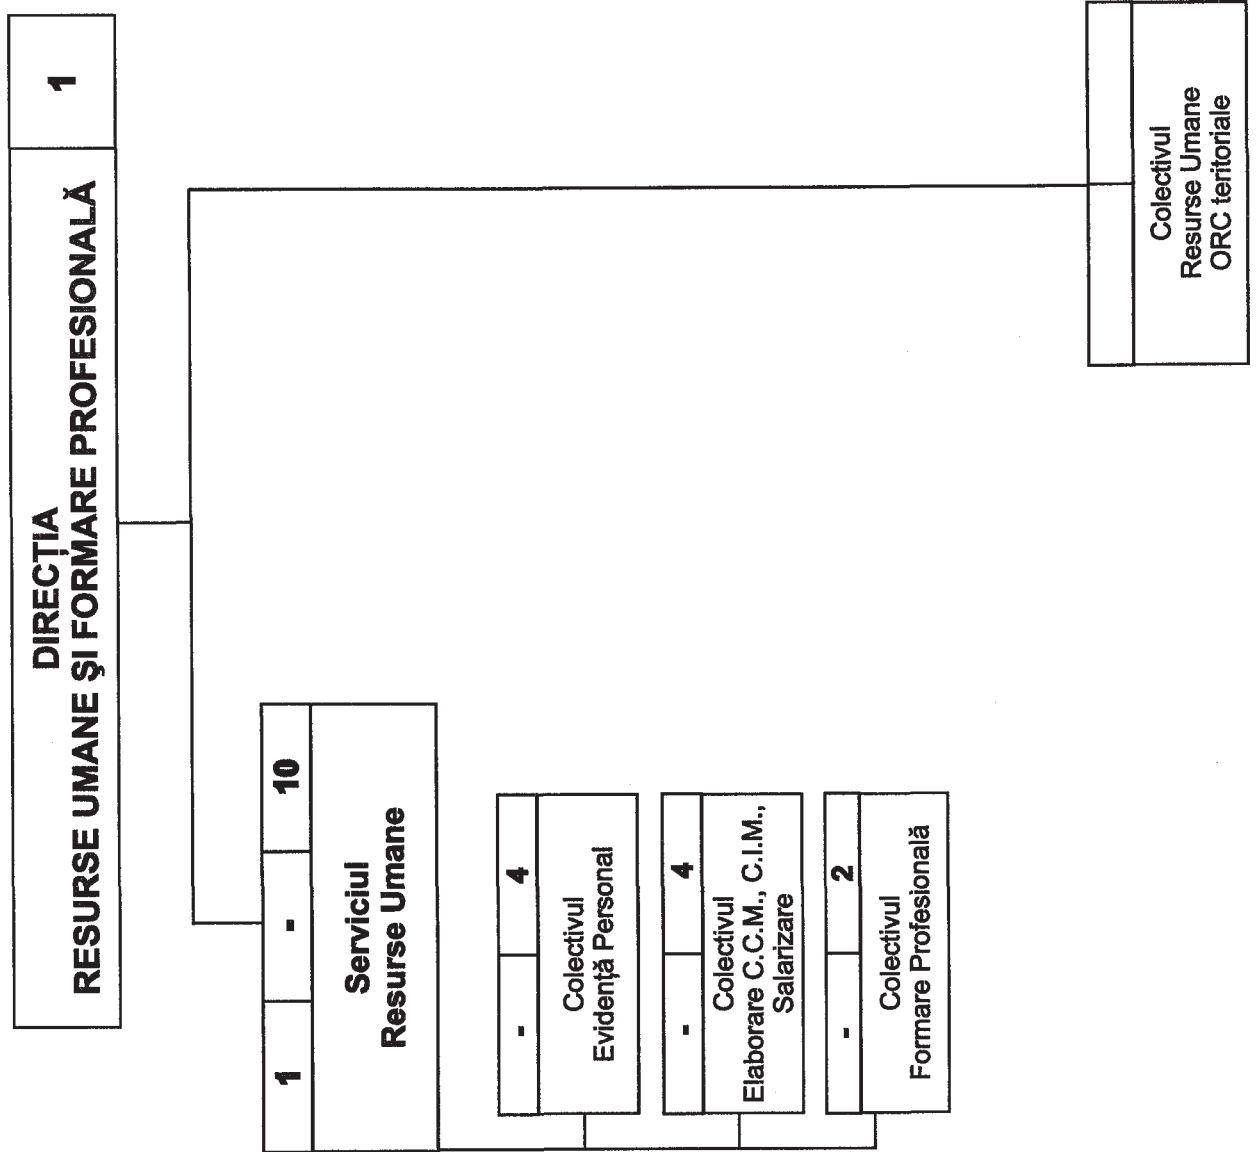 DIRECȚIA
RESURSE UMANE ŞI FORMARE PROFESIONALĂ
1
1
-
10
Serviciul
Resurse Umane
-
4
Colectivul
Evidenţă Personal
-
4
Colectivul
Elaborare C.C.M., C.I.M.,
Salarizare
-
2
Colectivul
Formare Profesională
Colectivul
Resurse Umane
ORC teritoriale